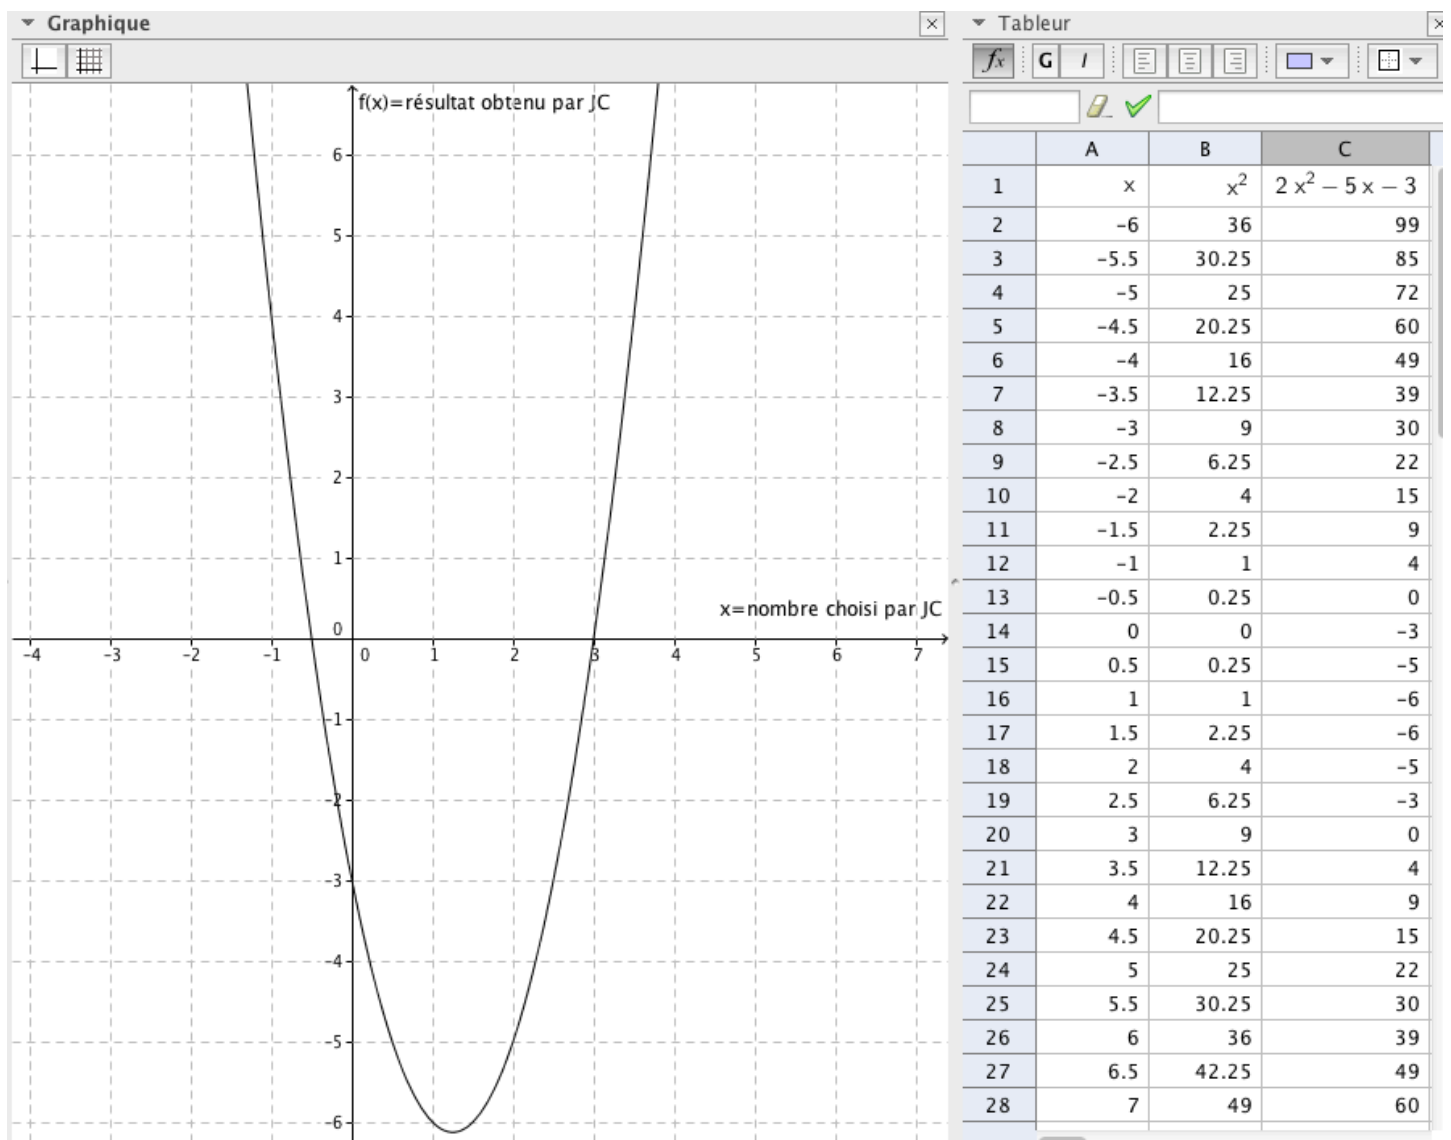 Graphique
f(x)=résultat obtenu par JC
6
5
4
3
2
1
x=nombre choisi par JC
0
-4 -3 -2 -1 0 1 2 3 4 5 6 7
-1
-2
-3
-4
-5
-6
Tableur
fx G I
A B C
1 x x² 2 x² – 5 x – 3
2 -6 36 99
3 -5.5 30.25 85
4 -5 25 72
5 -4.5 20.25 60
6 -4 16 49
7 -3.5 12.25 39
8 -3 9 30
9 -2.5 6.25 22
10 -2 4 15
11 -1.5 2.25 9
12 -1 1 4
13 -0.5 0.25 0
14 0 0 -3
15 0.5 0.25 -5
16 1 1 -6
17 1.5 2.25 -6
18 2 4 -5
19 2.5 6.25 -3
20 3 9 0
21 3.5 12.25 4
22 4 16 9
23 4.5 20.25 15
24 5 25 22
25 5.5 30.25 30
26 6 36 39
27 6.5 42.25 49
28 7 49 60